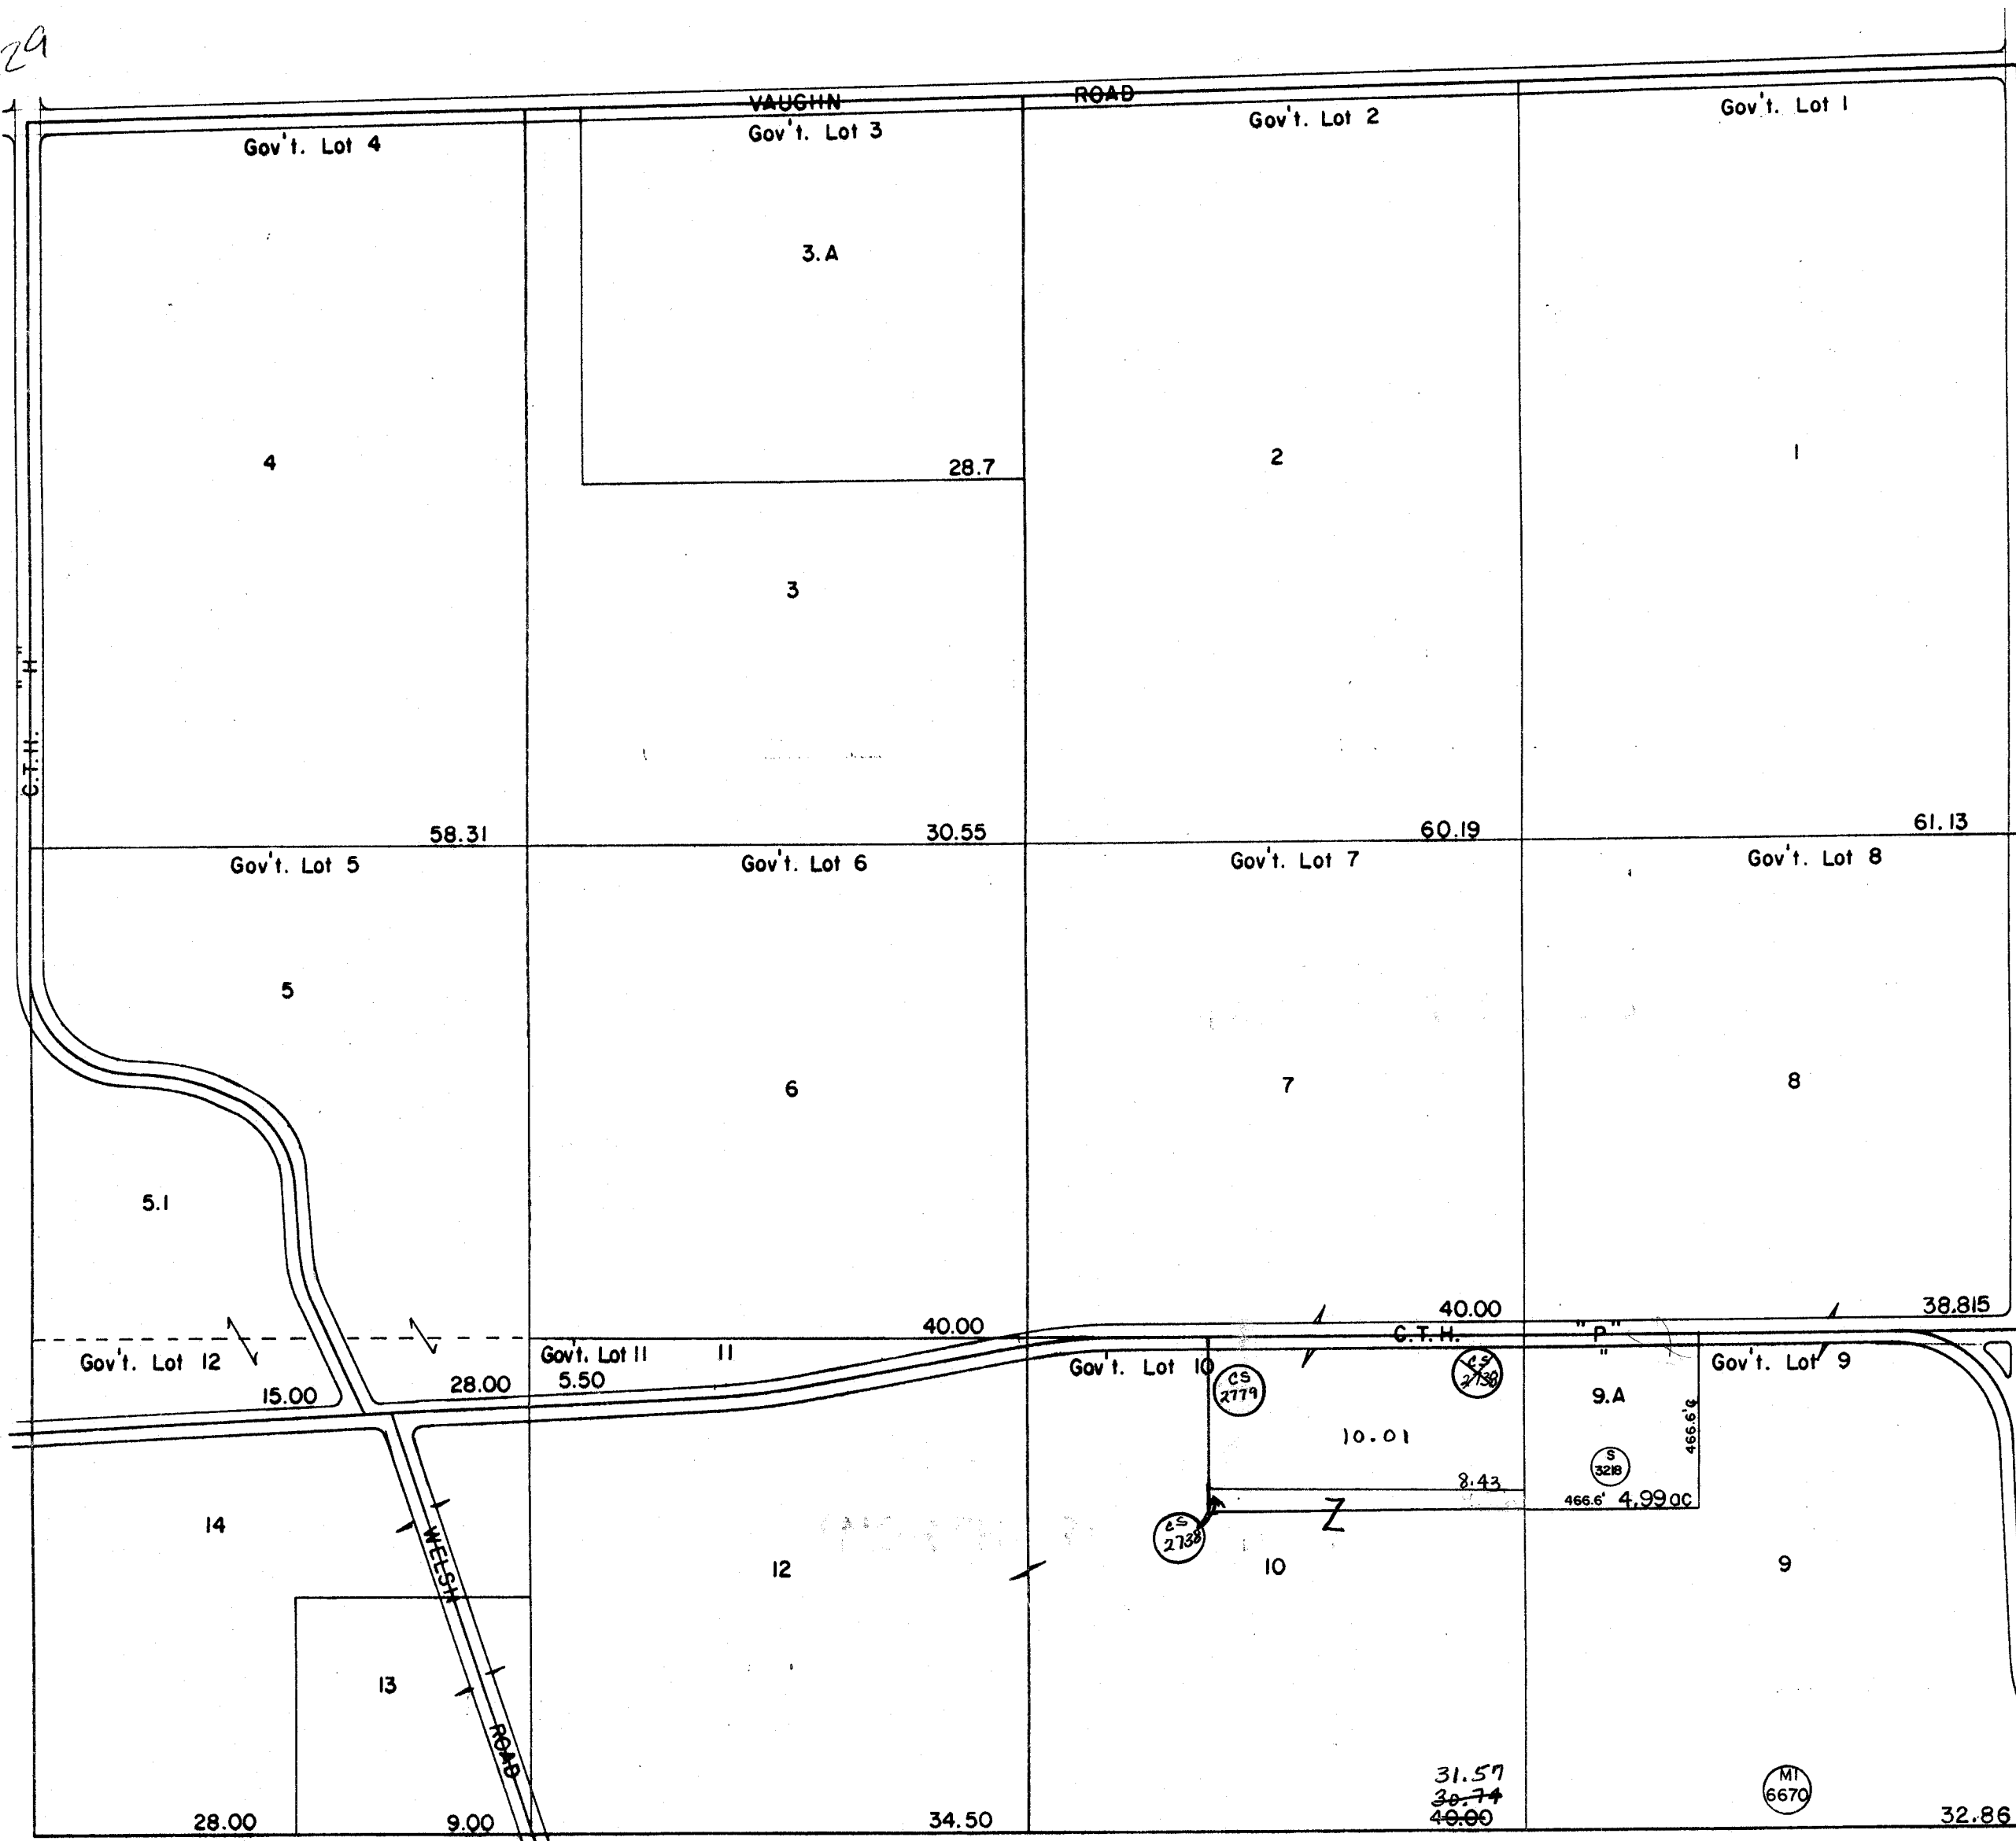 29
VAUGHN ROAD
Gov't. Lot 4
Gov't. Lot 3
Gov't. Lot 2
Gov't. Lot 1
3.A
4
28.7
2
1
3
C.T.H. "H"
58.31
30.55
60.19
61.13
Gov't. Lot 5
Gov't. Lot 6
Gov't. Lot 7
Gov't. Lot 8
5
6
7
8
5.1
40.00
40.00
38.815
C.T.H. "P"
"
Gov't. Lot 12
Gov't. Lot 11
11
Gov't. Lot 10
Gov't. Lot 9
15.00
28.00
5.50
CS
2779
CS
2738
9.A
466.6' ¢
10.01
S
3218
8.43
466.6'
4.99 ac
Z
CS
2738
14
WELSH ROAD
12
10
9
13
31.57
30.74
40.00
MI
6670
28.00
9.00
34.50
32.86